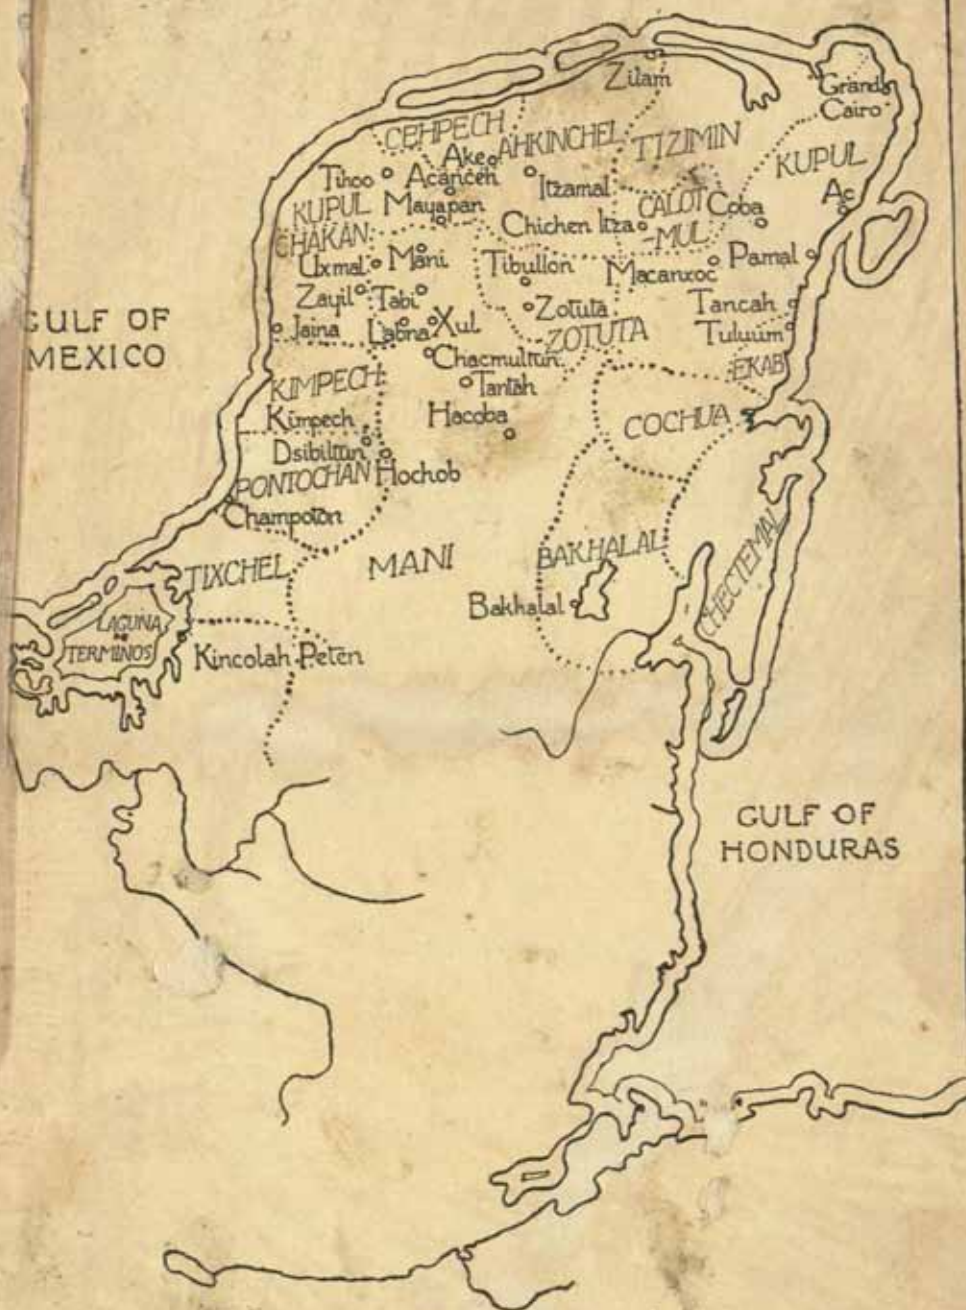 Zilam
Grand
Cairo
CEHPECH
AHKINCHEL
TIZIMIN
KUPUL
Ake
Tihoo
Acanceh
Itzamal
Ac
KUPUL
Mayapan
Chichen Itza
CALOT
-MUL
Coba
CHAKAN
Uxmal
Mani
Tibullon
Macanxoc
Pamal
Zayil
Tabi
Zotuta
Tancah
GULF OF
MEXICO
Jaina
Labna
Xul
ZOTUTA
Tuluum
Chacmultun
EKAB
KIMPECH
Tantah
Kimpech
Hacoba
COCHUA
Dsibiltun
PONTOCHAN
Hochob
Champoton
TIXCHEL
MANI
BAKHALAL
CHECTEMAL
Bakhalal
LAGUNA
DE
TERMINOS
Kincolah Peten
GULF OF
HONDURAS